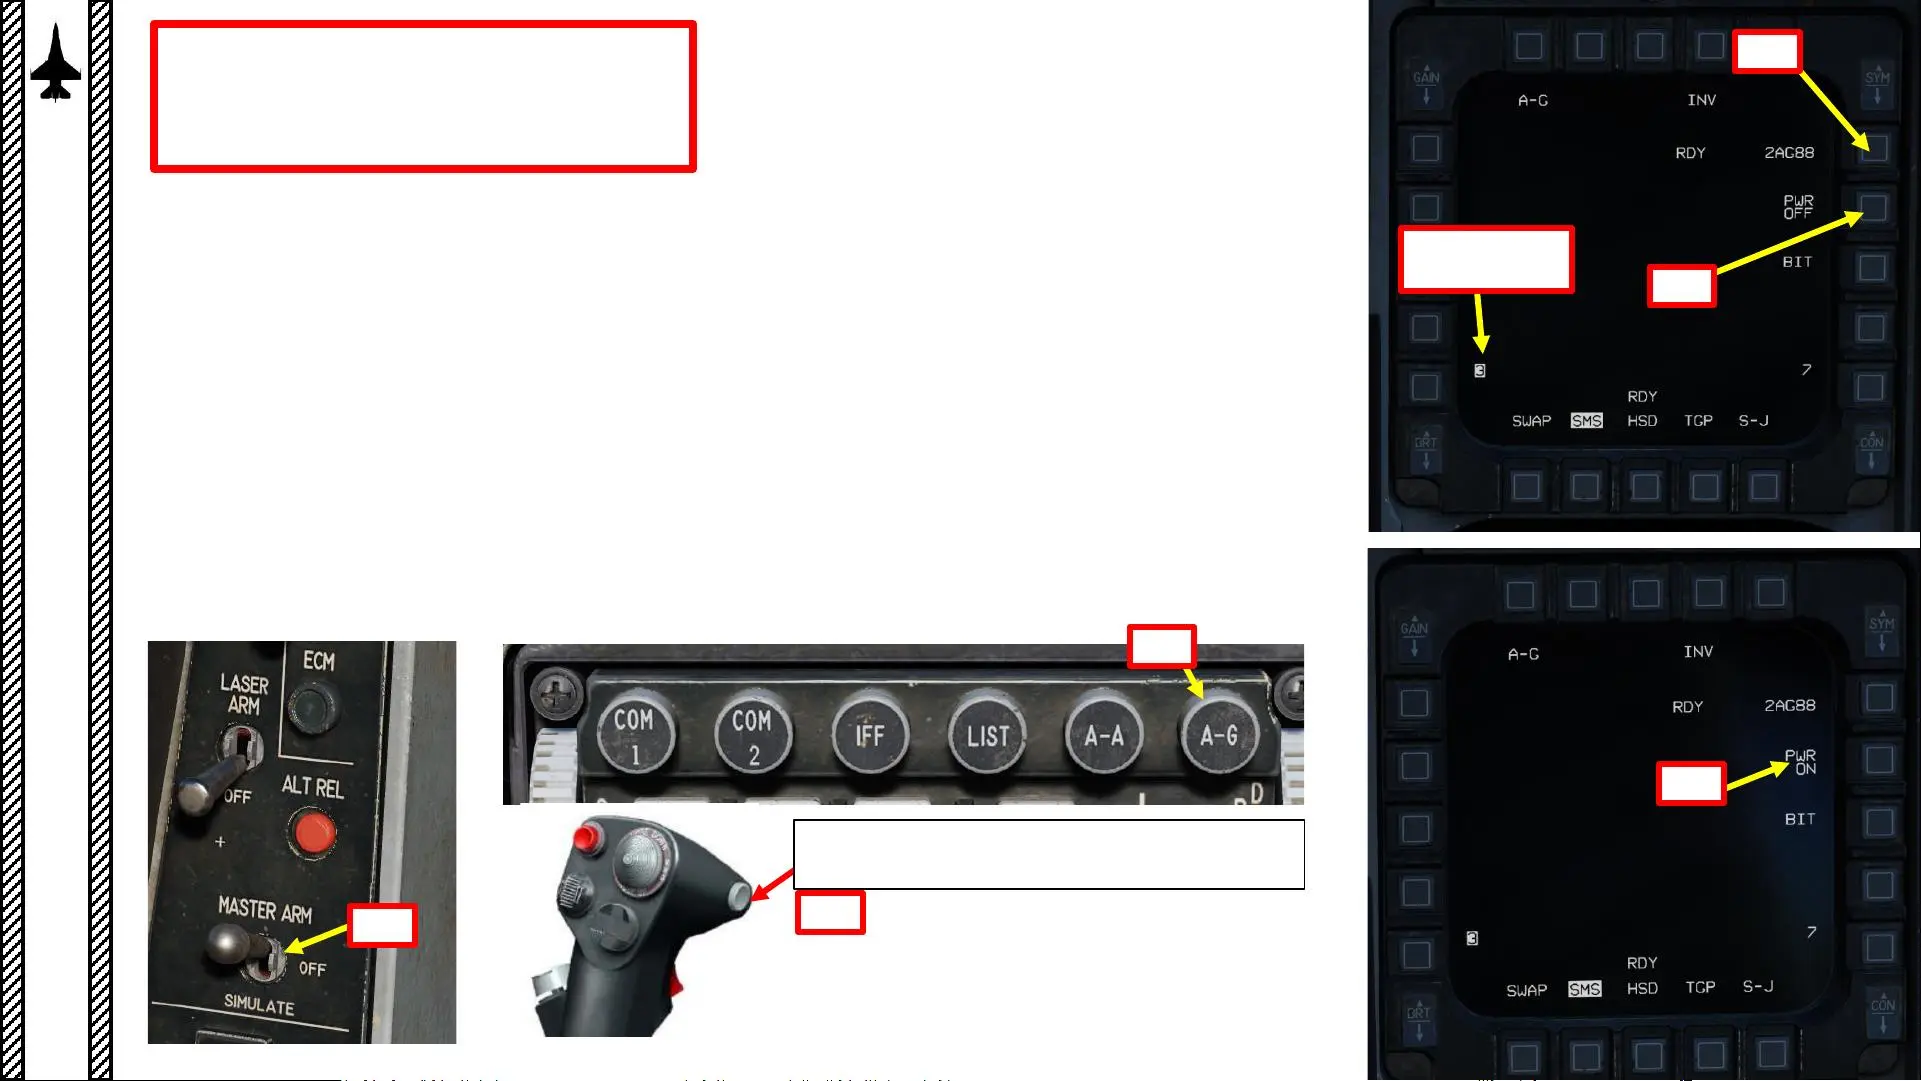 GAIN
SYM
A-G
INV
RDY
2AG88
PWR
OFF
BIT
3
7
RDY
SWAP
SMS
HSD
TGP
S-J
BRT
CON
GAIN
SYM
A-G
INV
RDY
2AG88
PWR
ON
BIT
3
7
RDY
SWAP
SMS
HSD
TGP
S-J
BRT
CON
ECM
LASER
ARM
OFF
ALT REL
MASTER ARM
OFF
SIMULATE
COM
1
COM
2
IFF
LIST
A-A
A-G